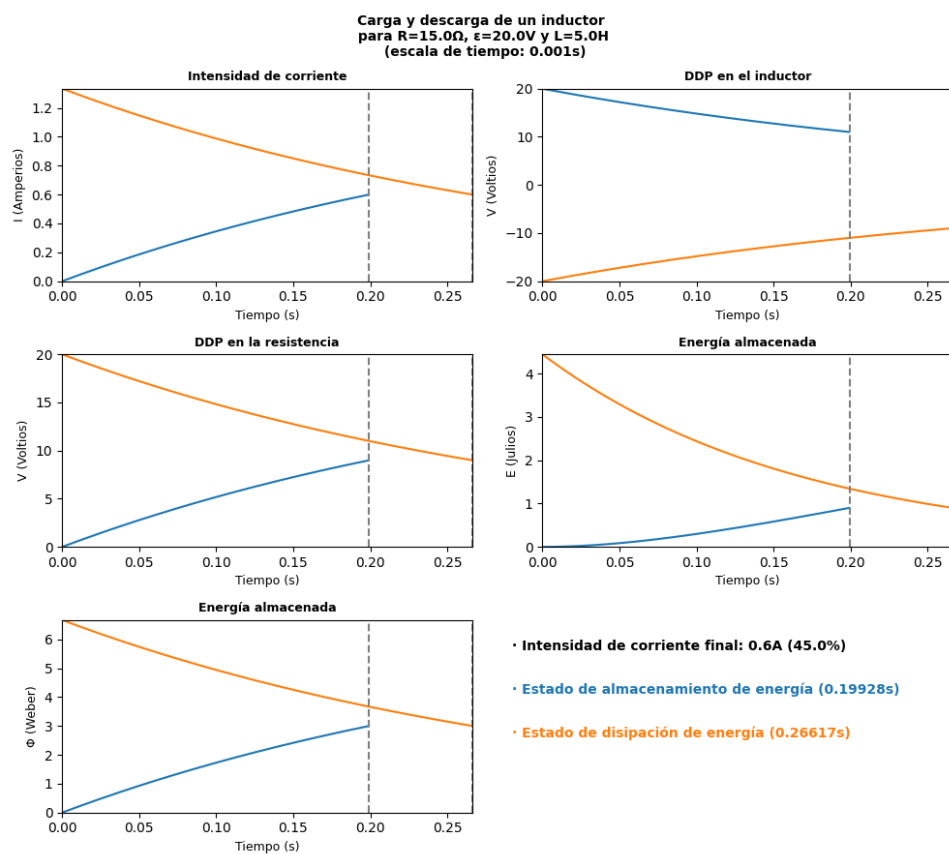 Carga y descarga de un inductor
para R=15.0Ω, ε=20.0V y L=5.0H
(escala de tiempo: 0.001s)
Intensidad de corriente
I (Amperios)
1.2
1.0
0.8
0.6
0.4
0.2
0.0
0.00 0.05 0.10 0.15 0.20 0.25
Tiempo (s)
DDP en el inductor
V (Voltios)
20
10
0
−10
−20
0.00 0.05 0.10 0.15 0.20 0.25
Tiempo (s)
DDP en la resistencia
V (Voltios)
20
15
10
5
0
0.00 0.05 0.10 0.15 0.20 0.25
Tiempo (s)
Energía almacenada
E (Julios)
4
3
2
1
0
0.00 0.05 0.10 0.15 0.20 0.25
Tiempo (s)
Energía almacenada
Φ (Weber)
6
5
4
3
2
1
0
0.00 0.05 0.10 0.15 0.20 0.25
Tiempo (s)
· Intensidad de corriente final: 0.6A (45.0%)
· Estado de almacenamiento de energía (0.19928s)
· Estado de disipación de energía (0.26617s)